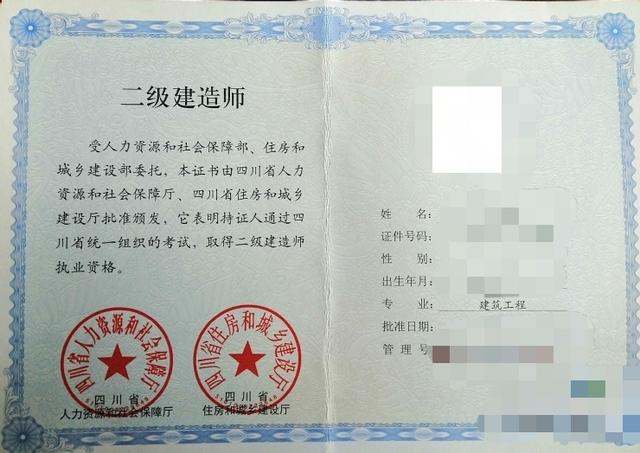 二级建造师
受人力资源和社会保障部、住房和
城乡建设部委托，本证书由四川省人力
资源和社会保障厅、四川省住房和城乡
建设厅批准颁发，它表明持证人通过四
川省统一组织的考试，取得二级建造师
执业资格。
四川省人力资源和社会保障厅
四川省
人力资源和社会保障厅
四川省住房和城乡建设厅
四川省
住房和城乡建设厅
姓 名：
证件号码：
性 别：
出生年月：
专 业： 建筑工程
批准日期：
管 理 号